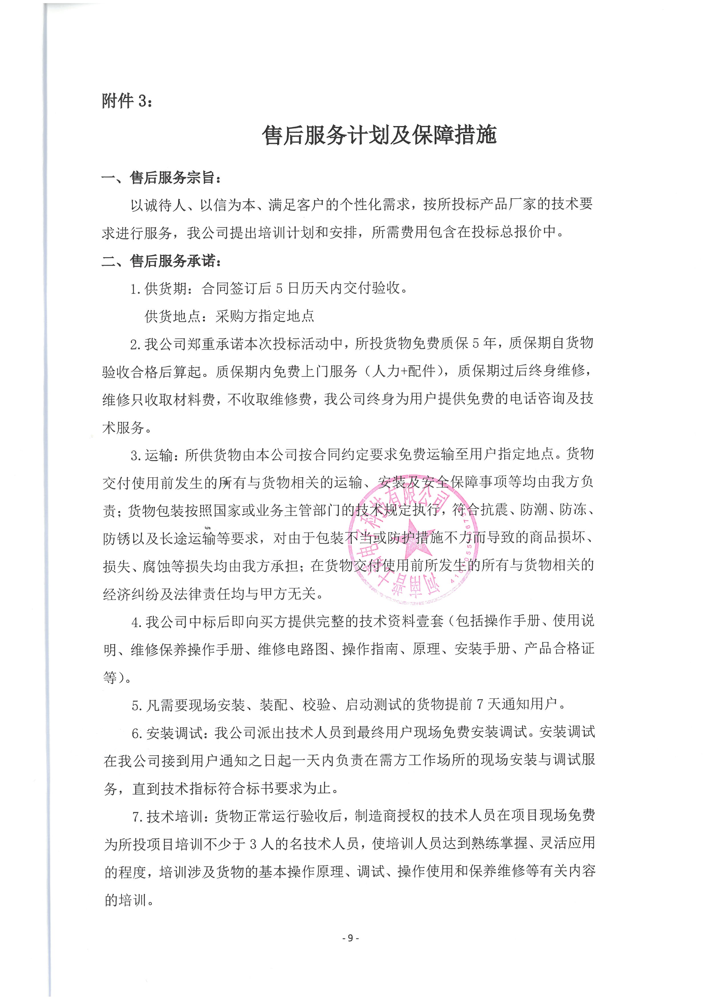 附件 3：
售后服务计划及保障措施
一、售后服务宗旨：
以诚待人、以信为本、满足客户的个性化需求，按所投标产品厂家的技术要
求进行服务，我公司提出培训计划和安排，所需费用包含在投标总报价中。
二、售后服务承诺：
1.供货期：合同签订后 5 日历天内交付验收。
供货地点：采购方指定地点
2.我公司郑重承诺本次投标活动中，所投货物免费质保 5 年，质保期自货物
验收合格后算起。质保期内免费上门服务（人力+配件），质保期过后终身维修，
维修只收取材料费，不收取维修费，我公司终身为用户提供免费的电话咨询及技
术服务。
3.运输：所供货物由本公司按合同约定要求免费运输至用户指定地点。货物
交付使用前发生的所有与货物相关的运输、安装及安全保障事项等均由我方负
责；货物包装按照国家或业务主管部门的技术规定执行，符合抗震、防潮、防冻、
防锈以及长途运输等要求，对由于包装不当或防护措施不力而导致的商品损坏、
损失、腐蚀等损失均由我方承担；在货物交付使用前所发生的所有与货物相关的
经济纠纷及法律责任均与甲方无关。
4.我公司中标后即向买方提供完整的技术资料壹套（包括操作手册、使用说
明、维修保养操作手册、维修电路图、操作指南、原理、安装手册、产品合格证
等）。
5.凡需要现场安装、装配、校验、启动测试的货物提前 7 天通知用户。
6.安装调试：我公司派出技术人员到最终用户现场免费安装调试。安装调试
在我公司接到用户通知之日起一天内负责在需方工作场所的现场安装与调试服
务，直到技术指标符合标书要求为止。
7.技术培训：货物正常运行验收后，制造商授权的技术人员在项目现场免费
为所投项目培训不少于 3 人的名技术人员，使培训人员达到熟练掌握、灵活应用
的程度，培训涉及货物的基本操作原理、调试、操作使用和保养维修等有关内容
的培训。
河南普士
电子科技有限公司
- 9 -